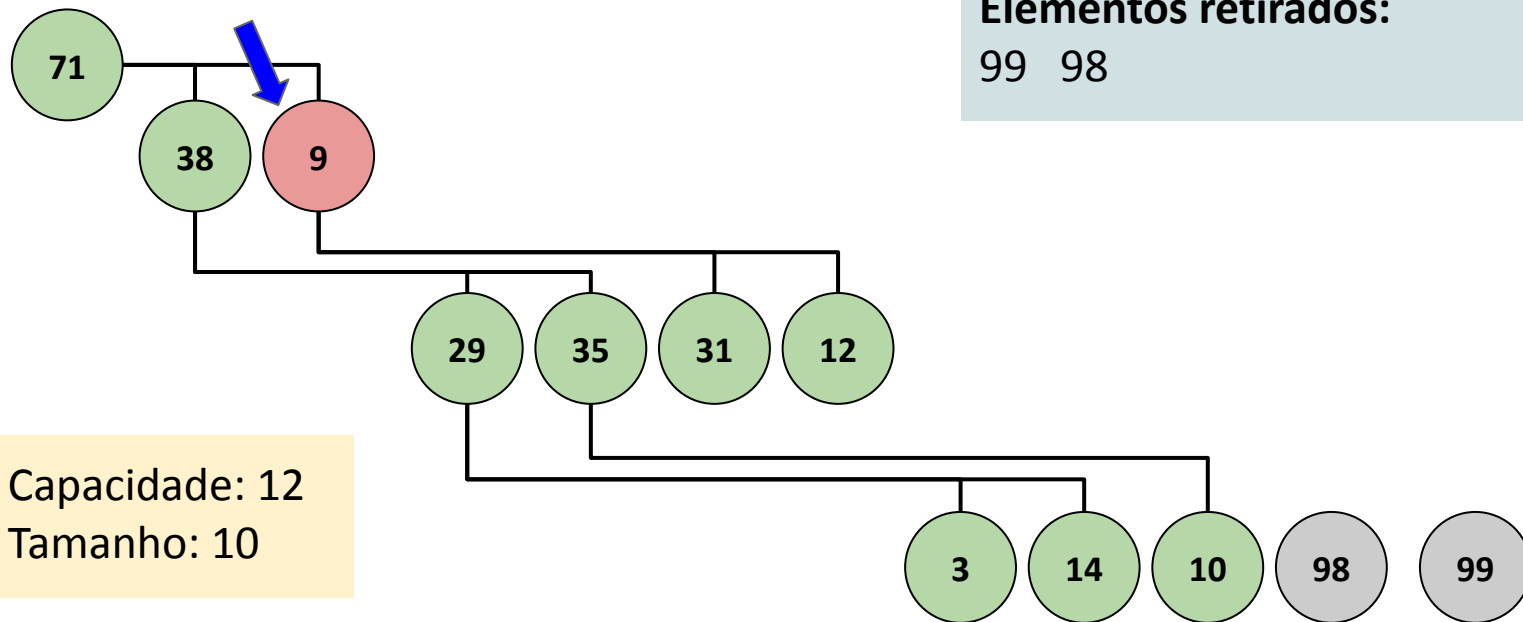 Elementos retirados:
99 98
71
38 9
29 35 31 12
Capacidade: 12
Tamanho: 10
3 14 10 98 99